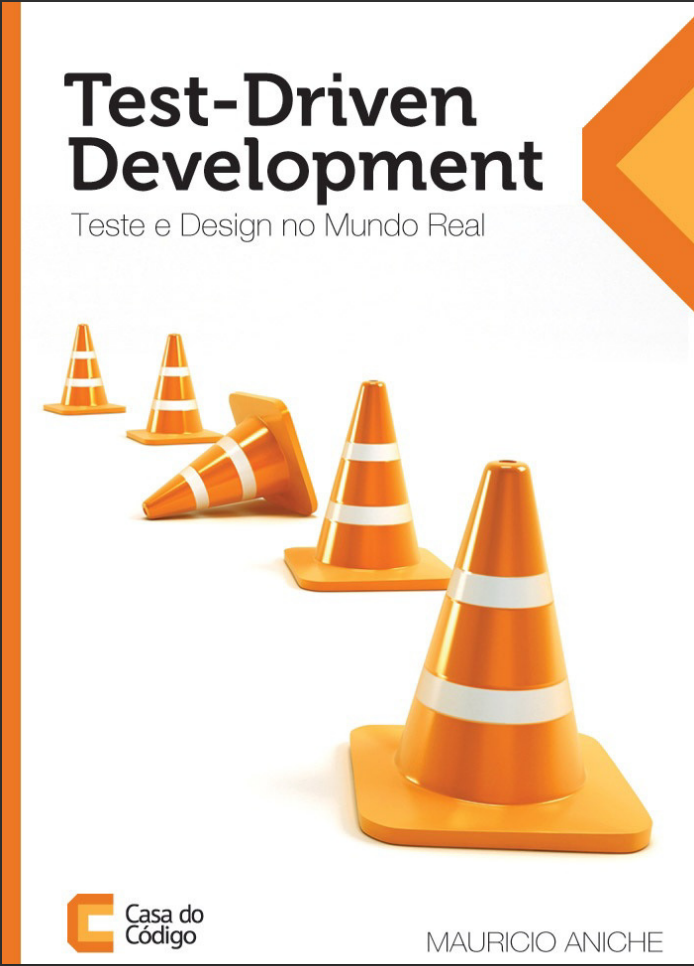 Test-Driven
Development
Teste e Design no Mundo Real
Casa do
Código
MAURICIO ANICHE